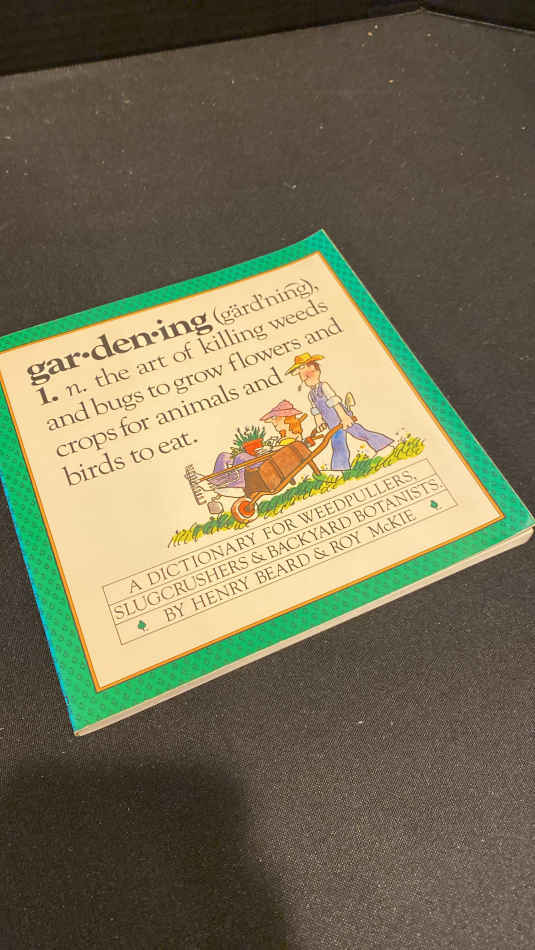 gar·den·ing (gärd'ning),
1. n. the art of killing weeds
and bugs to grow flowers and
crops for animals and
birds to eat.
A DICTIONARY FOR WEEDPULLERS,
SLUGCRUSHERS & BACKYARD BOTANISTS.
BY HENRY BEARD & ROY McKIE